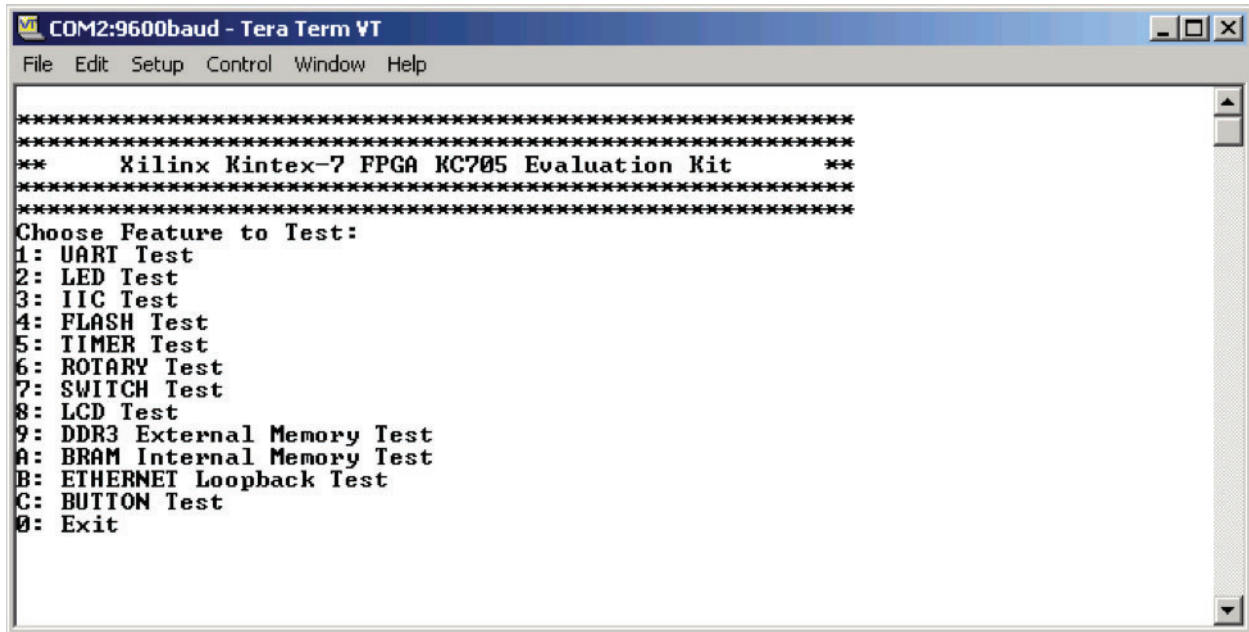 COM2:9600baud - Tera Term VT
File Edit Setup Control Window Help
*********************************************************
*********************************************************
**     Xilinx Kintex-7 FPGA KC705 Evaluation Kit      **
*********************************************************
*********************************************************
Choose Feature to Test:
1: UART Test
2: LED Test
3: IIC Test
4: FLASH Test
5: TIMER Test
6: ROTARY Test
7: SWITCH Test
8: LCD Test
9: DDR3 External Memory Test
A: BRAM Internal Memory Test
B: ETHERNET Loopback Test
C: BUTTON Test
0: Exit